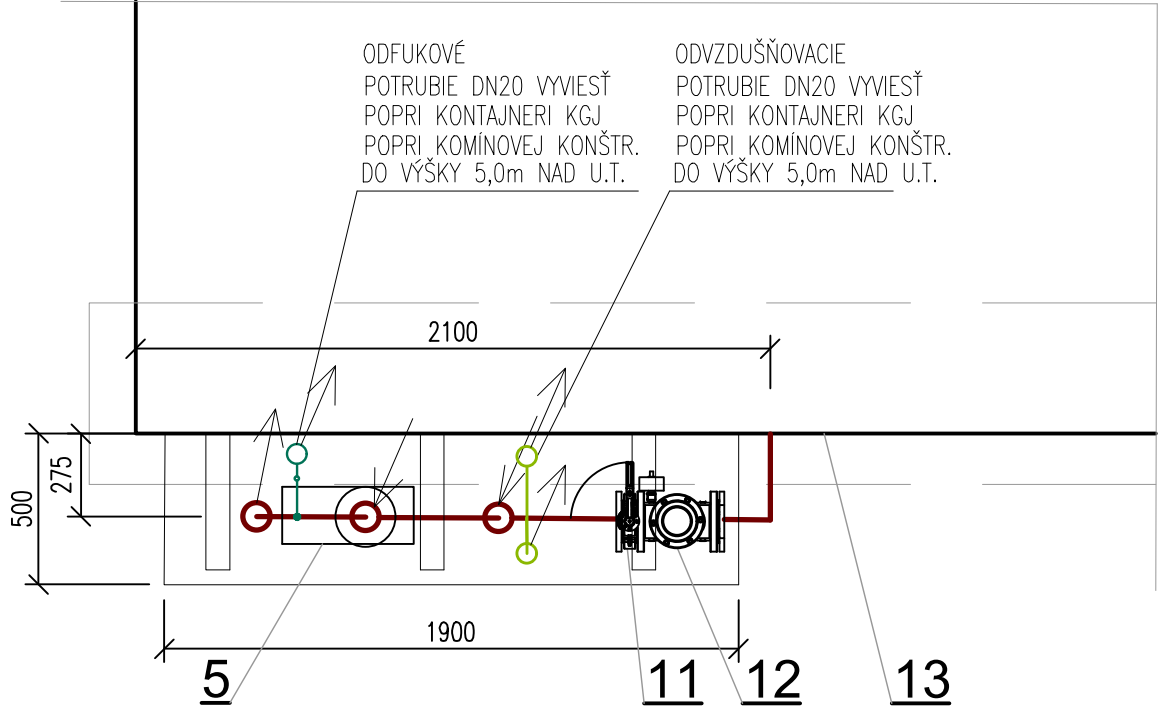 ODFUKOVÉ
POTRUBIE DN20 VYVIESŤ
POPRI KONTAJNERI KGJ
POPRI KOMÍNOVEJ KONŠTR.
DO VÝŠKY 5,0m NAD U.T.
ODVZDUŠŇOVACIE
POTRUBIE DN20 VYVIESŤ
POPRI KONTAJNERI KGJ
POPRI KOMÍNOVEJ KONŠTR.
DO VÝŠKY 5,0m NAD U.T.
2100
275
500
1900
5
11
12
13